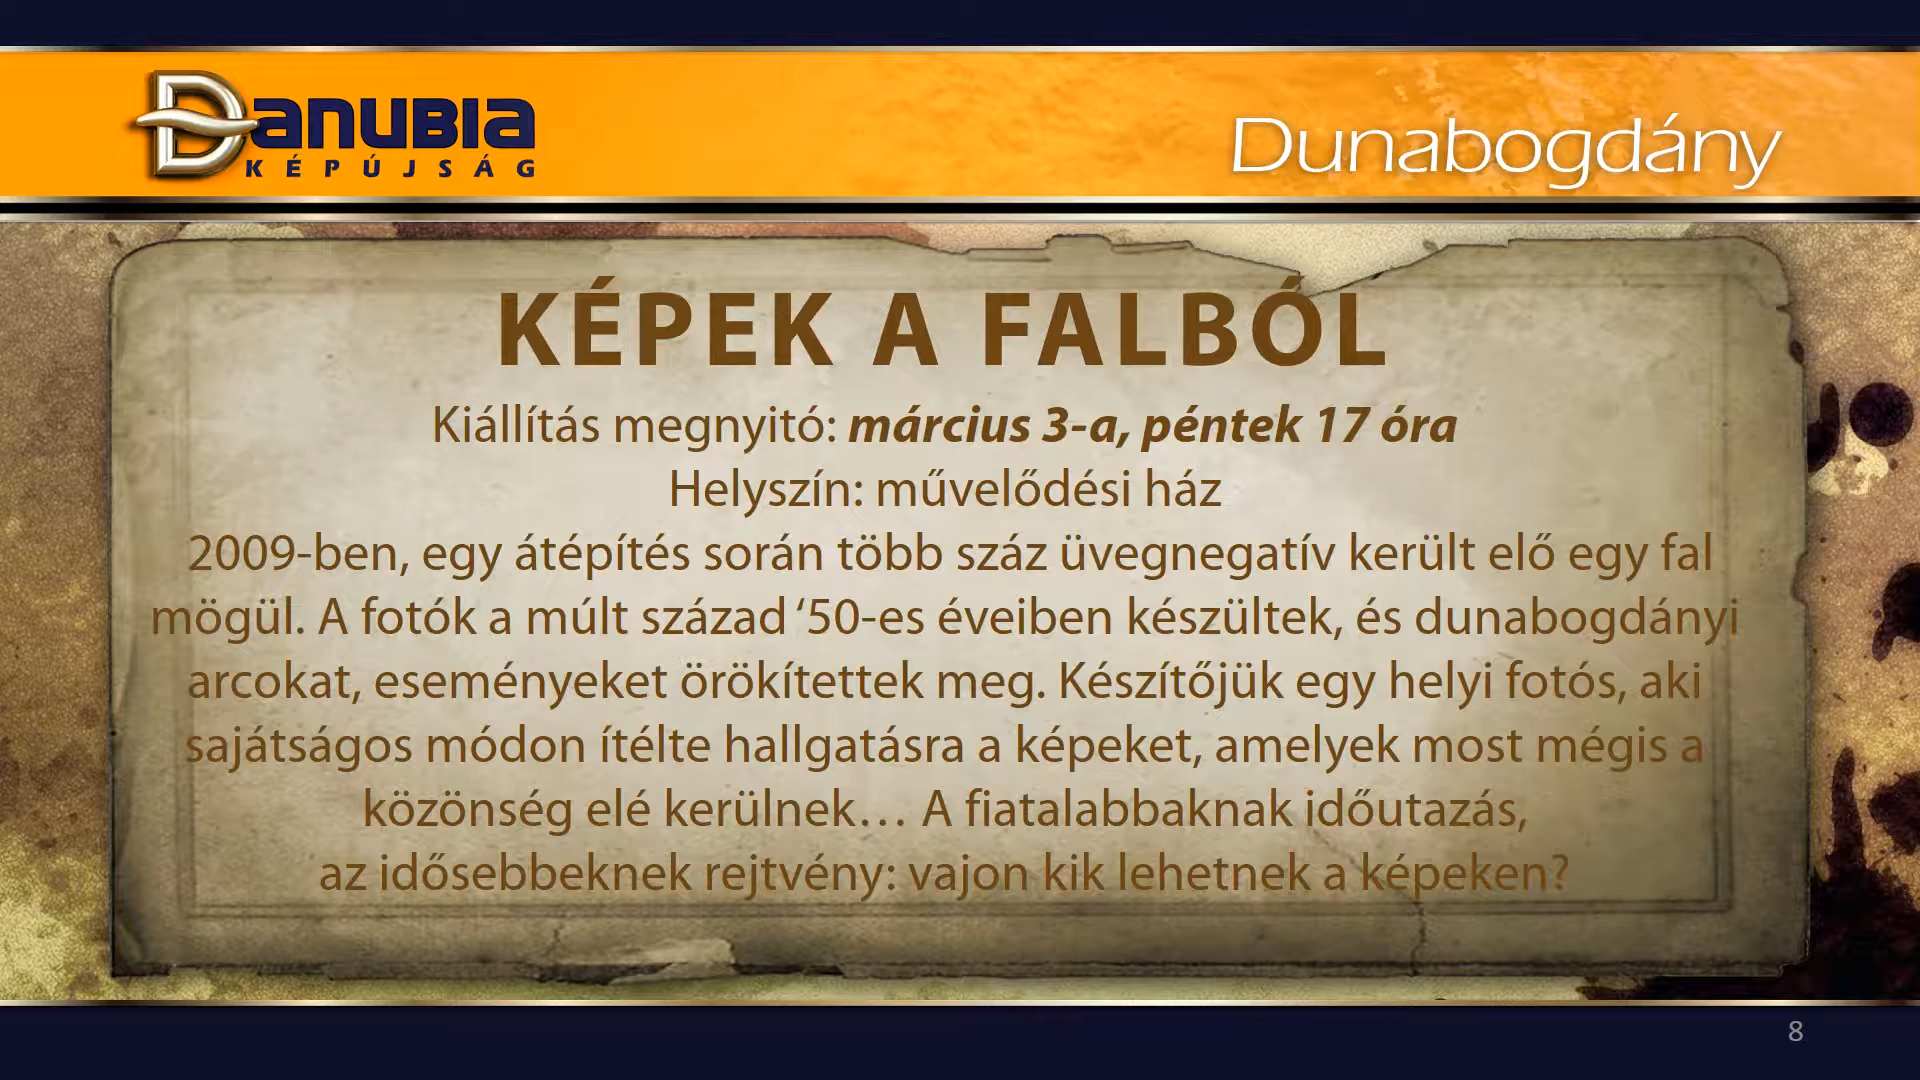 DANUBIA
KÉPÚJSÁG
Dunabogdány
KÉPEK A FALBÓL
Kiállítás megnyitó: március 3-a, péntek 17 óra
Helyszín: művelődési ház
2009-ben, egy átépítés során több száz üvegnegatív került elő egy fal
mögül. A fotók a múlt század ‘50-es éveiben készültek, és dunabogdányi
arcokat, eseményeket örökítettek meg. Készítőjük egy helyi fotós, aki
sajátságos módon ítélte hallgatásra a képeket, amelyek most mégis a
közönség elé kerülnek… A fiatalabbaknak időutazás,
az idősebbeknek rejtvény: vajon kik lehetnek a képeken?
8